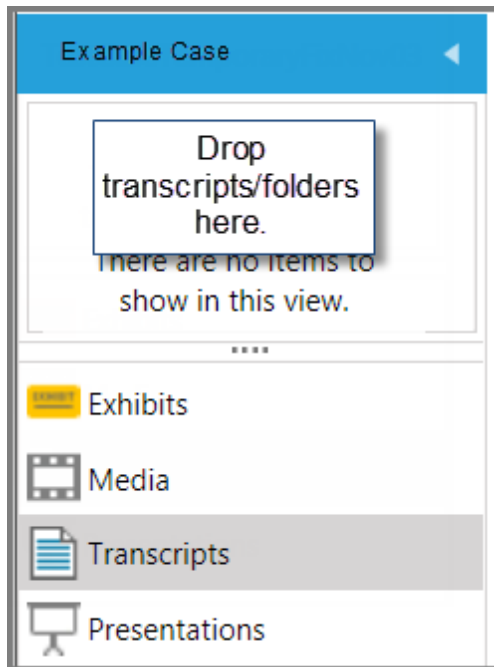 Example Case
Drop
transcripts/folders
here.
There are no items to
show in this view.
EXHIBIT
Exhibits
Media
Transcripts
Presentations